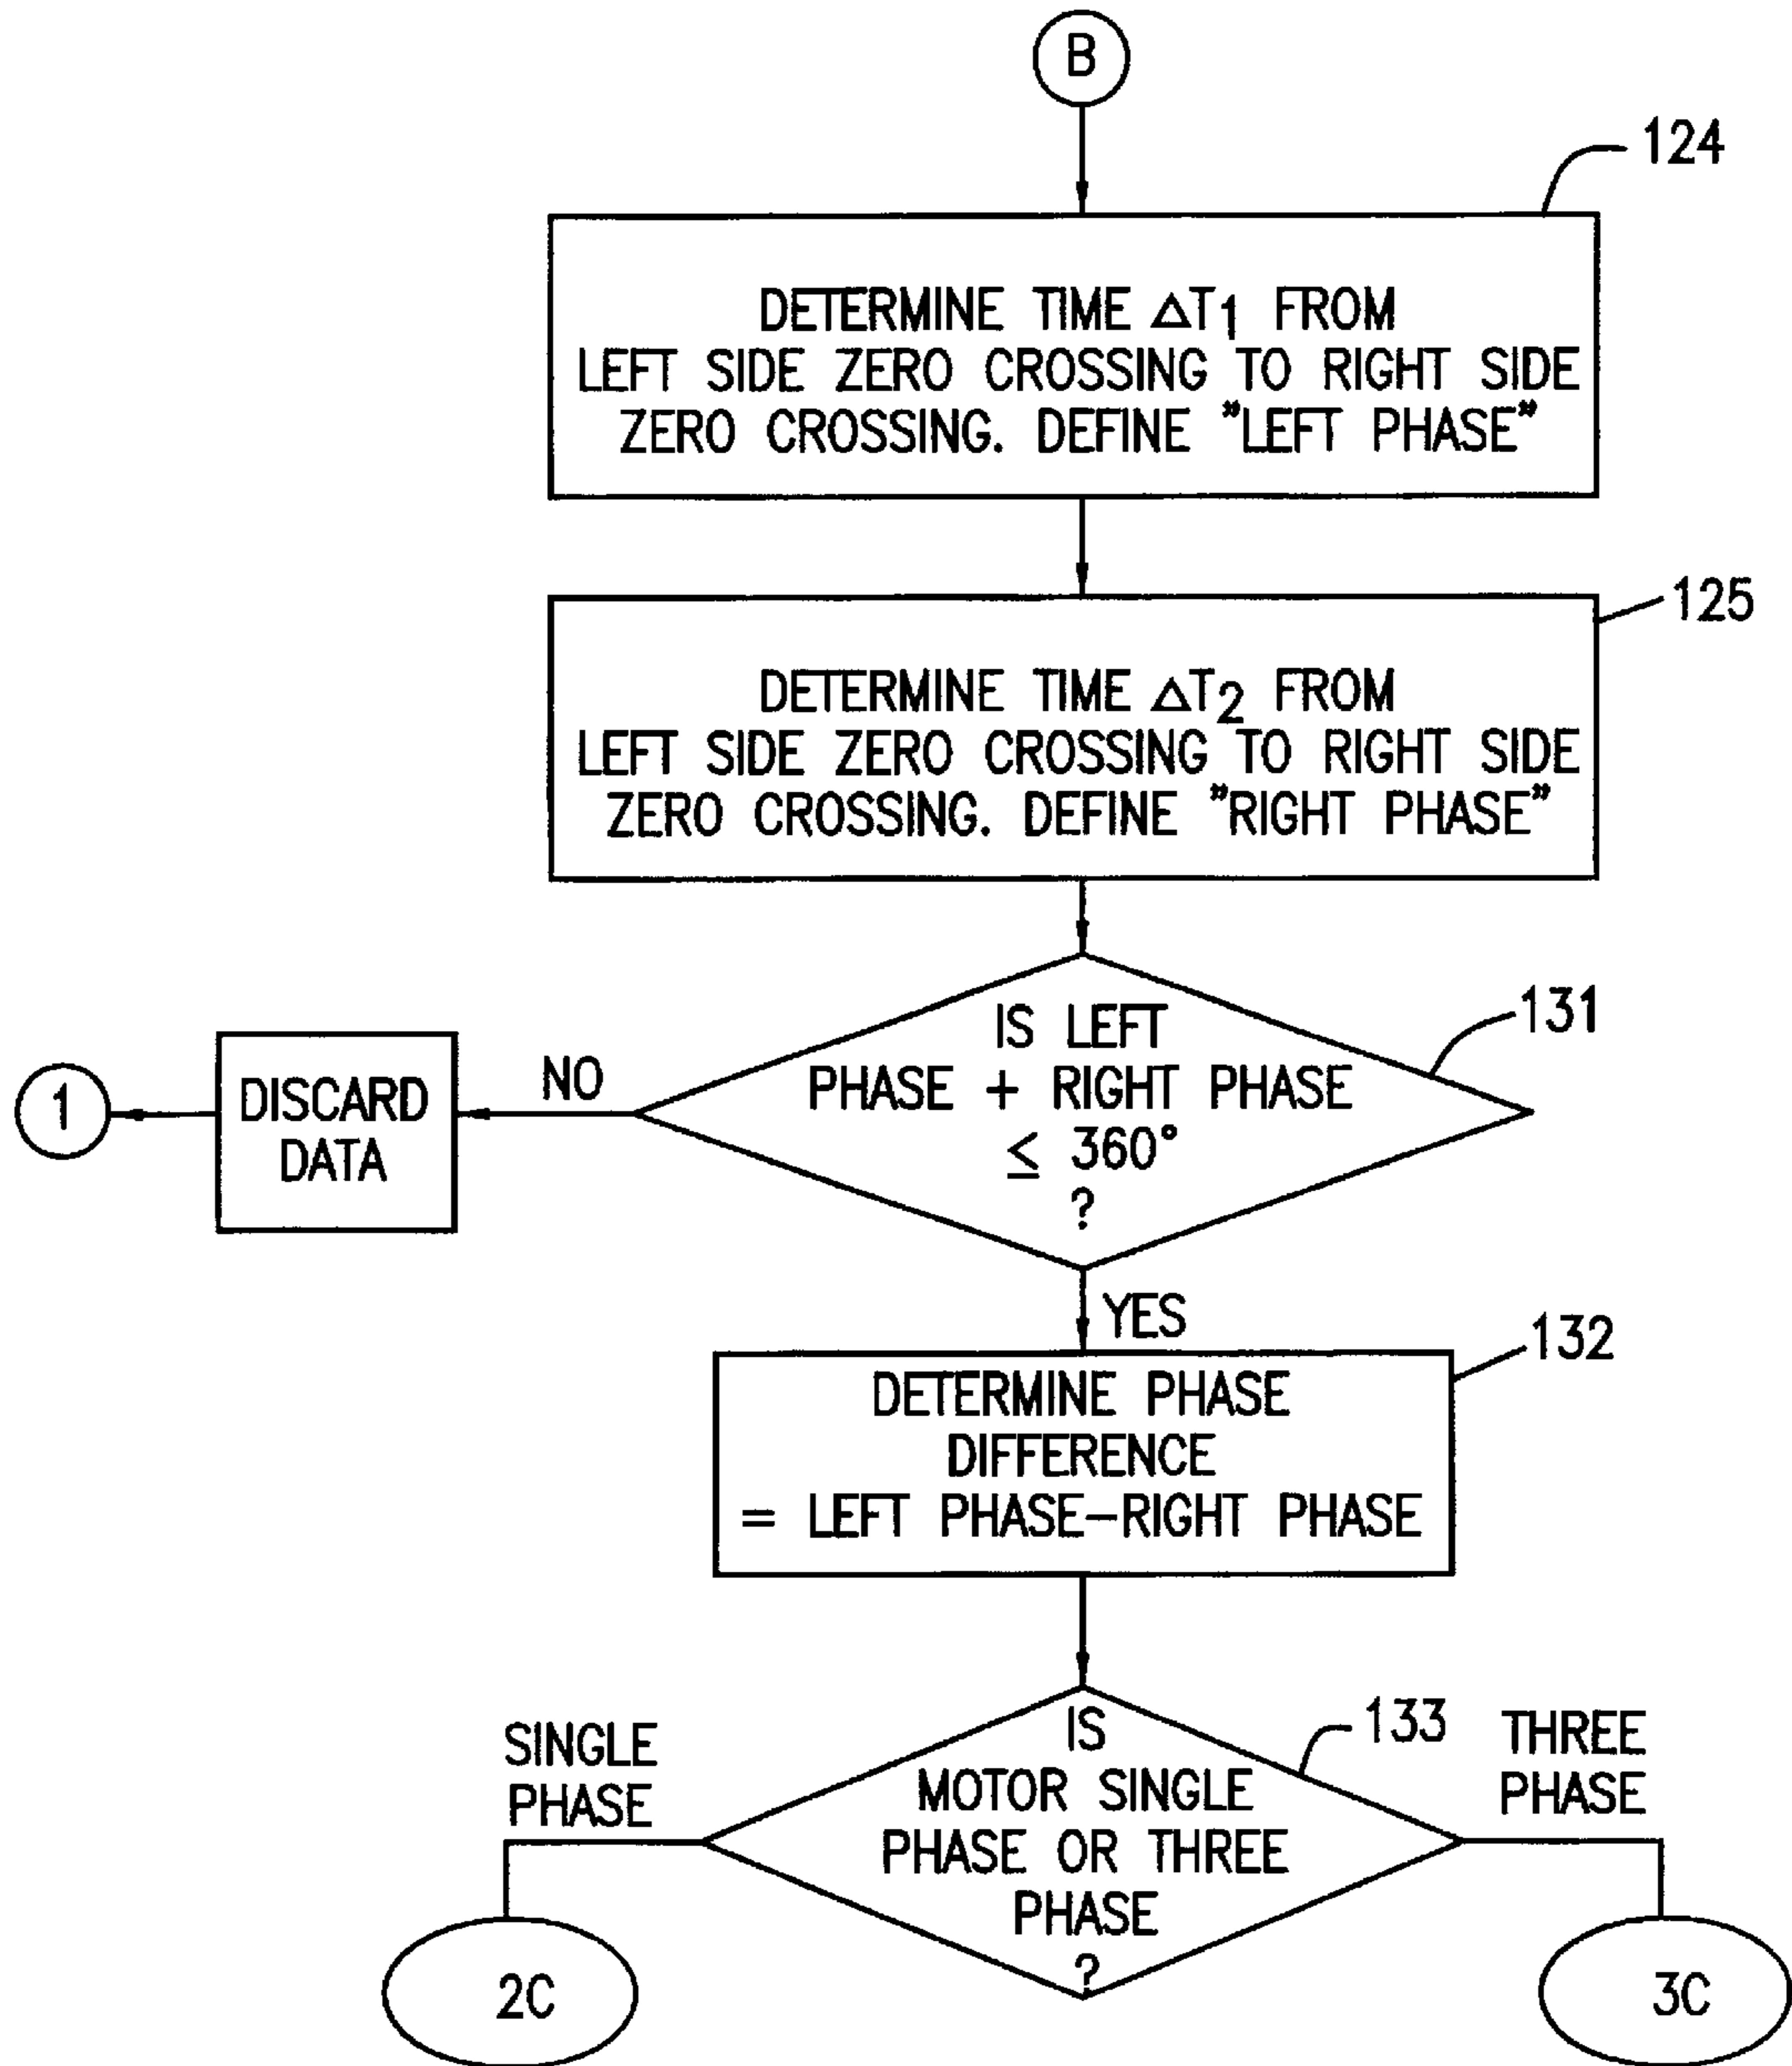 B
124
DETERMINE TIME △T1 FROM
LEFT SIDE ZERO CROSSING TO RIGHT SIDE
ZERO CROSSING. DEFINE "LEFT PHASE"
125
DETERMINE TIME △T2 FROM
LEFT SIDE ZERO CROSSING TO RIGHT SIDE
ZERO CROSSING. DEFINE "RIGHT PHASE"
131
IS LEFT
PHASE + RIGHT PHASE
≤ 360°
?
NO
DISCARD
DATA
1
YES
132
DETERMINE PHASE
DIFFERENCE
= LEFT PHASE–RIGHT PHASE
133
IS
MOTOR SINGLE
PHASE OR THREE
PHASE
?
SINGLE
PHASE
THREE
PHASE
2C
3C